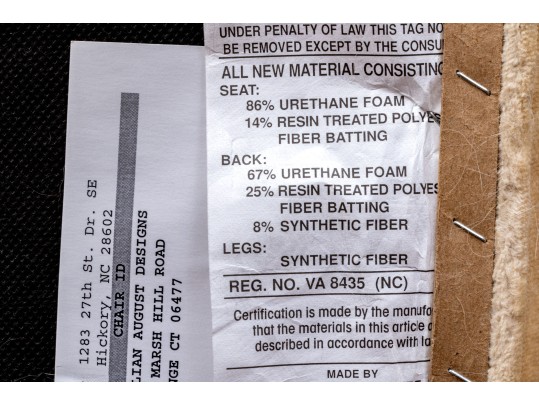 UNDER PENALTY OF LAW THIS TAG NO
BE REMOVED EXCEPT BY THE CONSU
ALL NEW MATERIAL CONSISTING
SEAT:
86% URETHANE FOAM
14% RESIN TREATED POLYES
FIBER BATTING
BACK:
67% URETHANE FOAM
25% RESIN TREATED POLYES
FIBER BATTING
8% SYNTHETIC FIBER
LEGS:
SYNTHETIC FIBER
REG. NO. VA 8435 (NC)
Certification is made by the manufa
that the materials in this article a
described in accordance with la
MADE BY
1283 27th St. Dr. SE
Hickory, NC 28602
CHAIR ID
LIAN AUGUST DESIGNS
MARSH HILL ROAD
NGE CT 06477